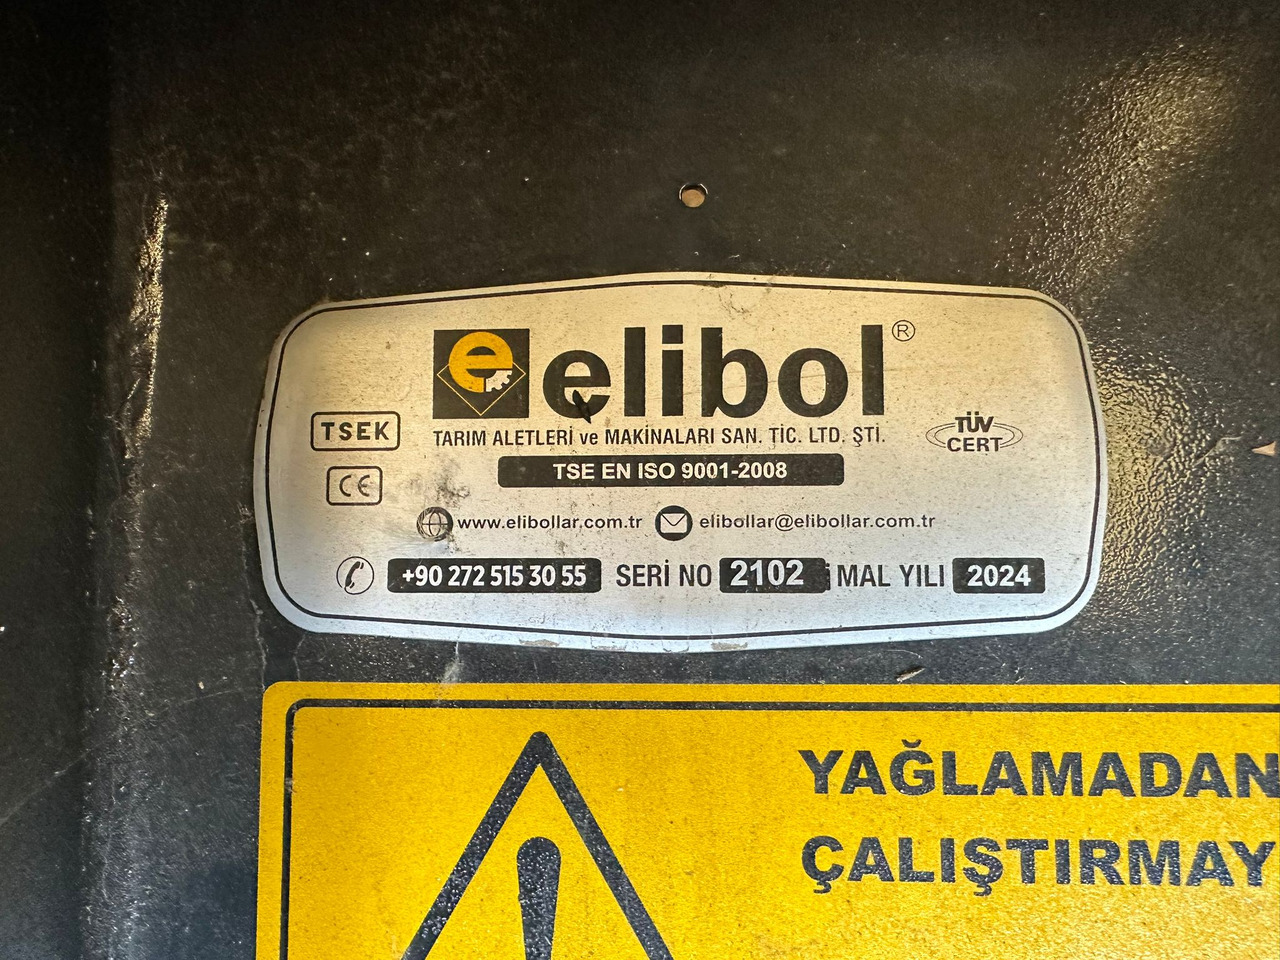 elibol®
TARIM ALETLERİ ve MAKİNALARI SAN. TİC. LTD. ŞTİ.
TSEK
TÜV
CERT
TSE EN ISO 9001-2008
CE
www.elibollar.com.tr elibollar@elibollar.com.tr
+90 272 515 30 55 SERİ NO 2102 İMAL YILI 2024
YAĞLAMADAN
ÇALIŞTIRMAY